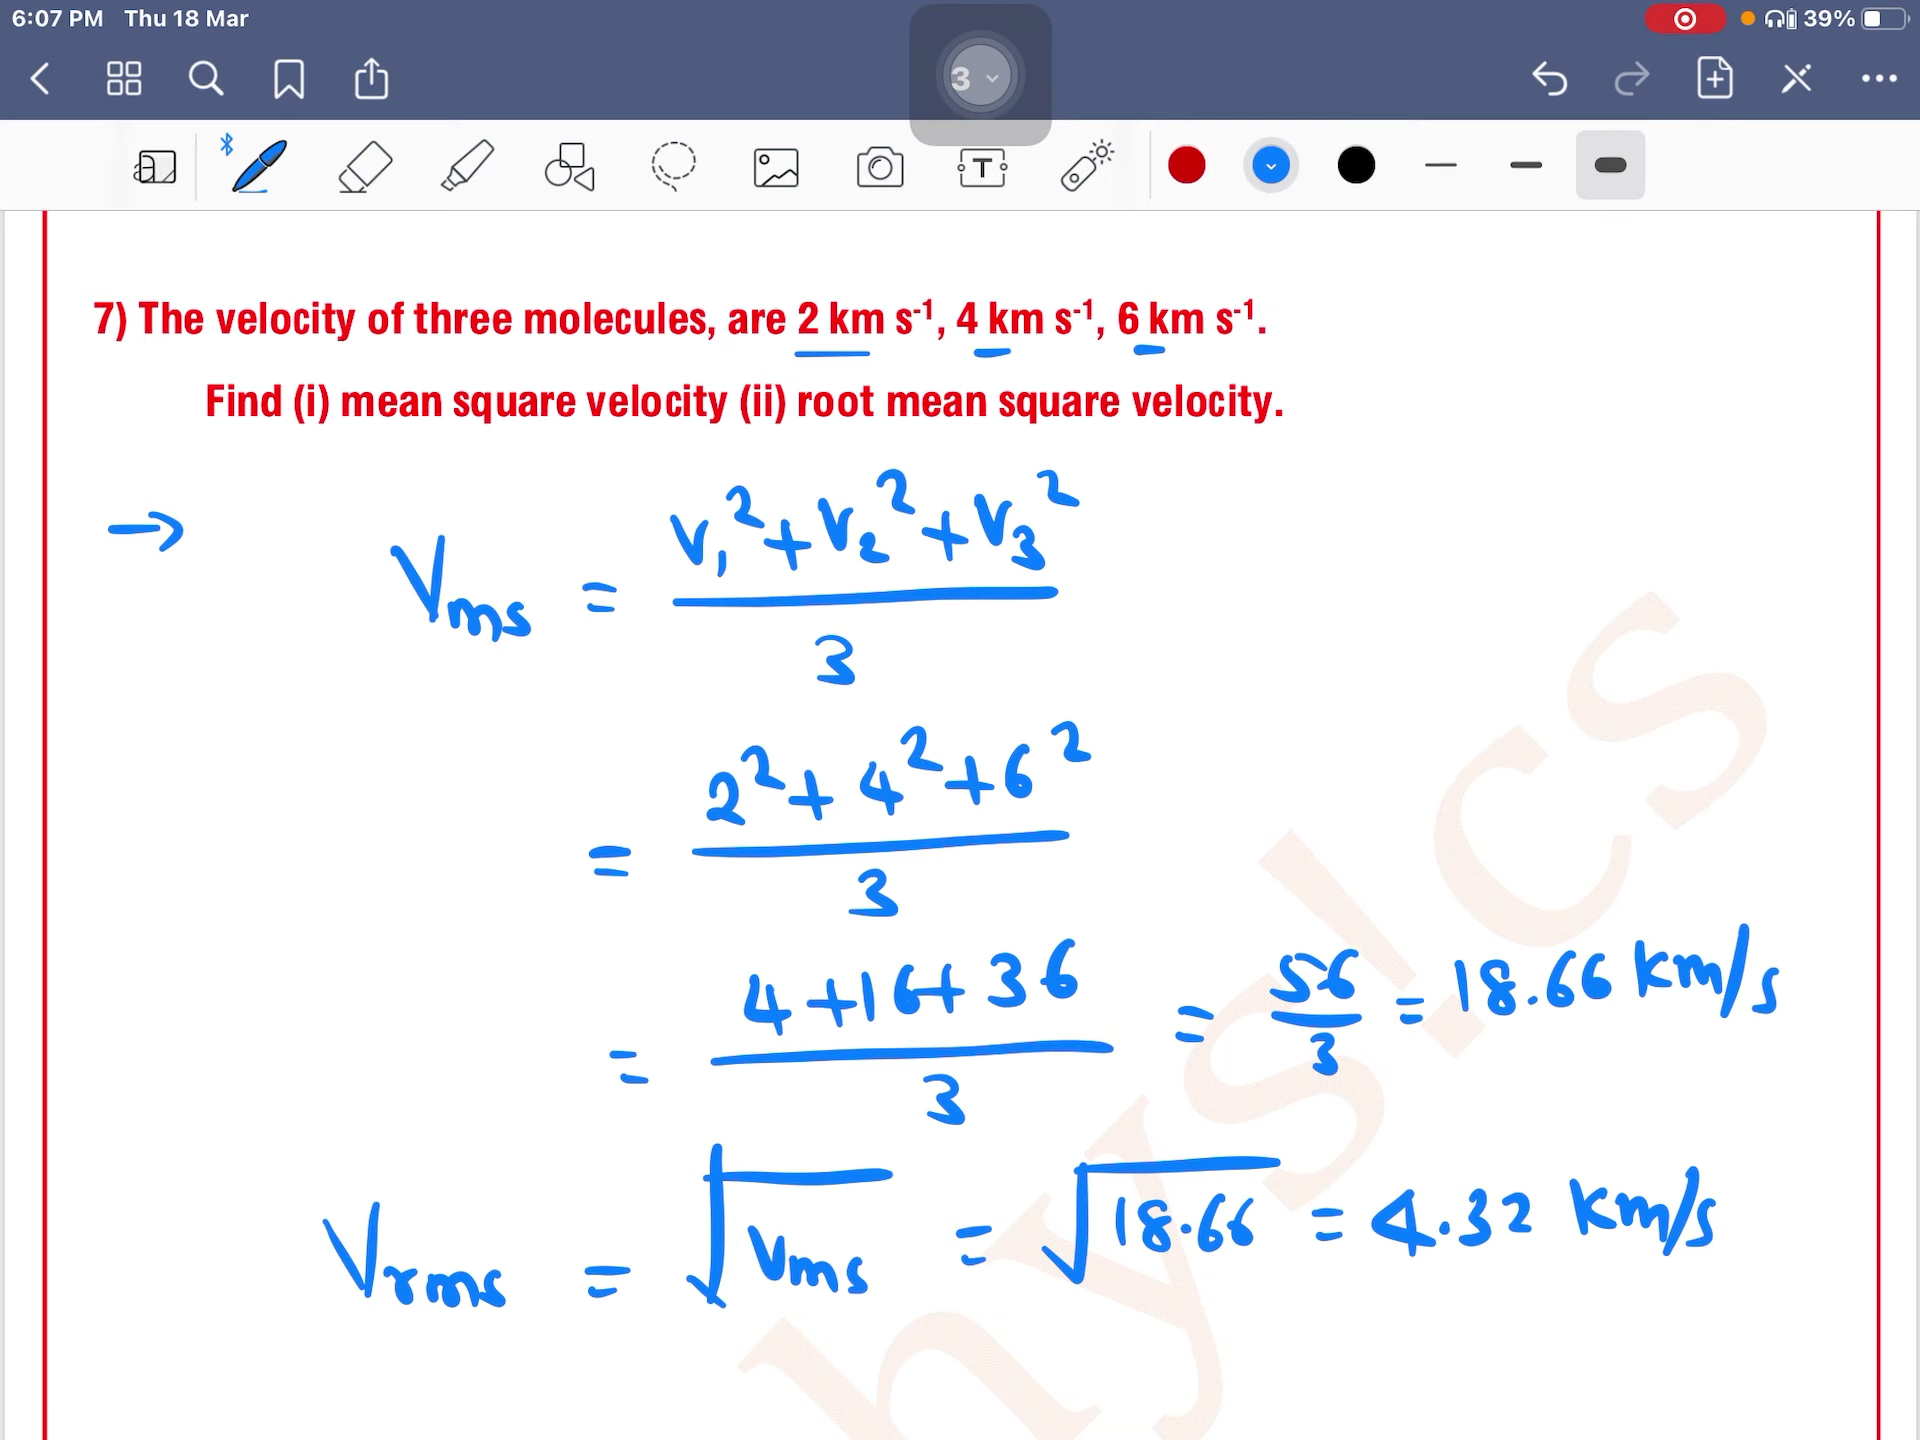 6:07 PM Thu 18 Mar
39%
3
a
T
7) The velocity of three molecules, are 2 km s⁻¹, 4 km s⁻¹, 6 km s⁻¹.
Find (i) mean square velocity (ii) root mean square velocity.
→ Vms = (V₁² + V₂² + V₃²) / 3
= (2² + 4² + 6²) / 3
= (4 + 16 + 36) / 3 = 56 / 3 = 18.66 km/s
Vrms = √Vms = √18.66 = 4.32 km/s
hys!cs